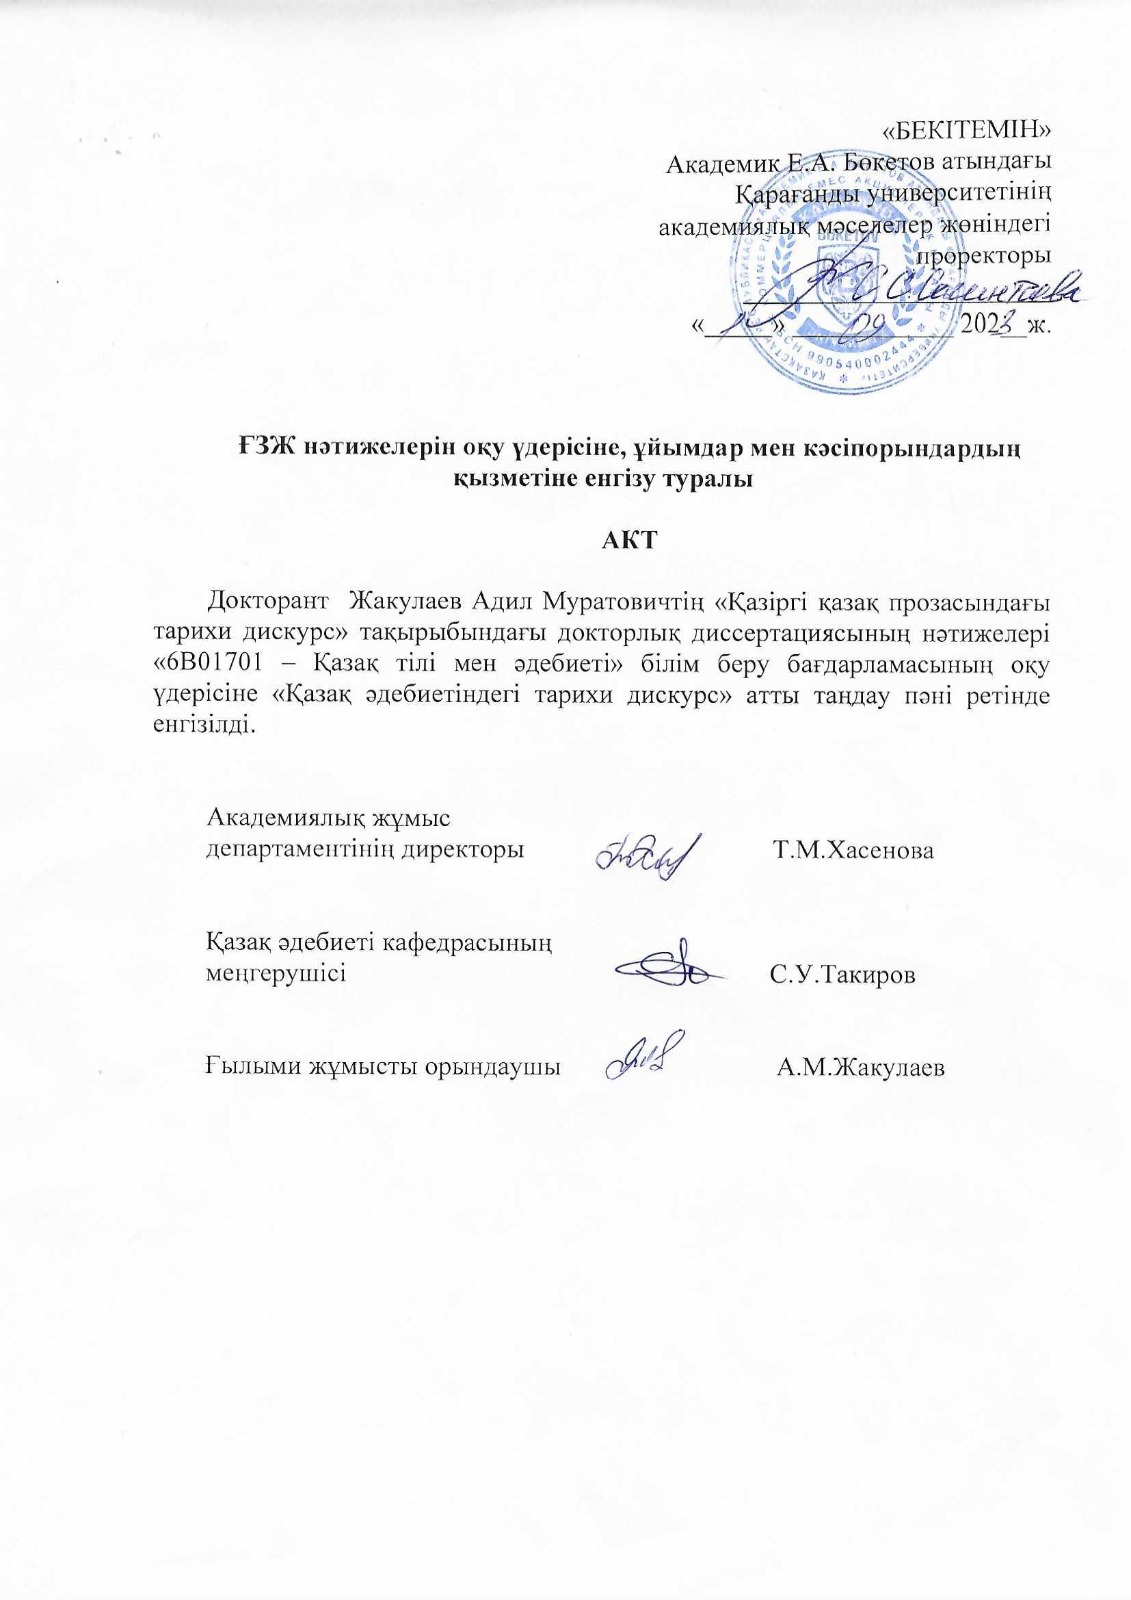 «БЕКІТЕМІН»
Академик Е.А. Бөкетов атындағы
Қарағанды университетінің
академиялық мәселелер жөніндегі
проректоры
«____» 09 2023 ж.
ҒЗЖ нәтижелерін оқу үдерісіне, ұйымдар мен кәсіпорындардың
қызметіне енгізу туралы
АКТ
Докторант Жакулаев Адил Муратовичтің «Қазіргі қазақ прозасындағы
тарихи дискурс» тақырыбындағы докторлық диссертациясының нәтижелері
«6В01701 – Қазақ тілі мен әдебиеті» білім беру бағдарламасының оқу
үдерісіне «Қазақ әдебиетіндегі тарихи дискурс» атты таңдау пәні ретінде
енгізілді.
Академиялық жұмыс
департаментінің директоры Т.М.Хасенова
Қазақ әдебиеті кафедрасының
меңгерушісі С.У.Такиров
Ғылыми жұмысты орындаушы А.М.Жакулаев